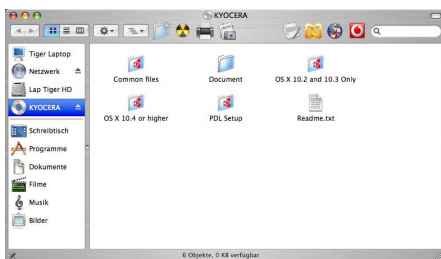 KYOCERA
Tiger Laptop
Netzwerk
Lap Tiger HD
KYOCERA
Schreibtisch
Programme
Dokumente
Filme
Musik
Bilder
Common files
Document
OS X 10.2 and 10.3 Only
OS X 10.4 or higher
PDL Setup
Readme.txt
6 Objekte, 0 KB verfügbar